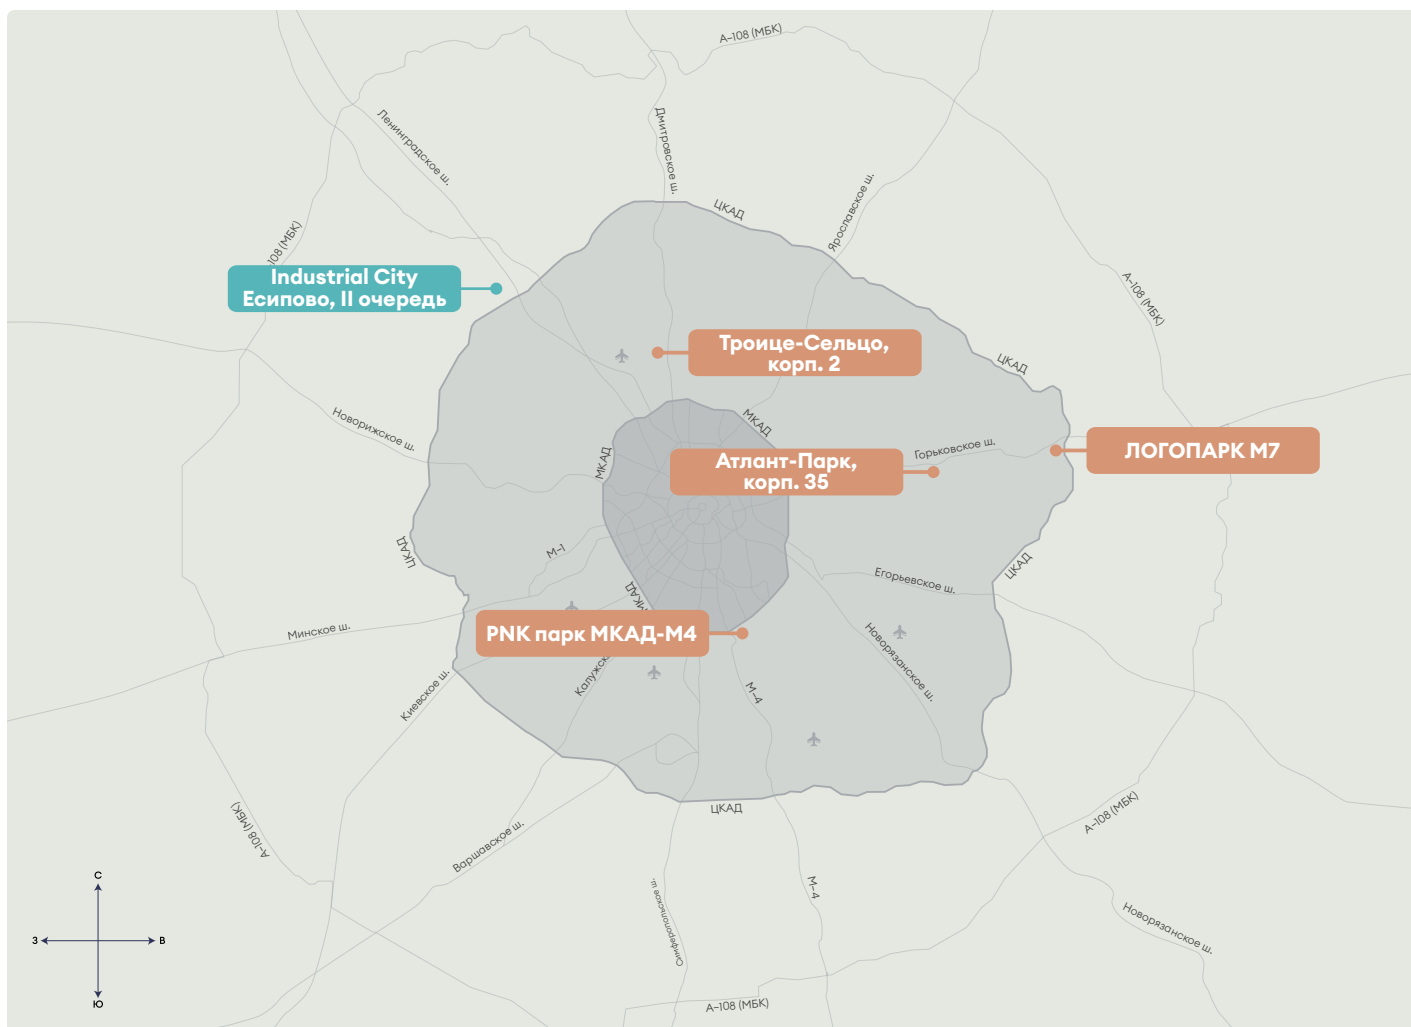 А-108 (МБК)
Ленинградское ш.
Дмитровское ш.
Ярославское ш.
ЦКАД
108 (МБК)
Industrial City
Есипово, II очередь
А-108 (МБК)
Троице-Сельцо,
корп. 2
ЦКАД
Новорижское ш.
МКАД
МКАД
Горьковское ш.
ЛОГОПАРК М7
Атлант-Парк,
корп. 35
ЦКАД
М-1
ЦКАД
Егорьевское ш.
МКАД
Минское ш.
PNK парк МКАД-М4
Новорязанское ш.
Киевское ш.
М-4
ЦКАД
А-108 (МБК)
А-108 (МБК)
Варшавское ш.
М-4
Симферопольское ш.
Новорязанское ш.
А-108 (МБК)
С
З
В
Ю